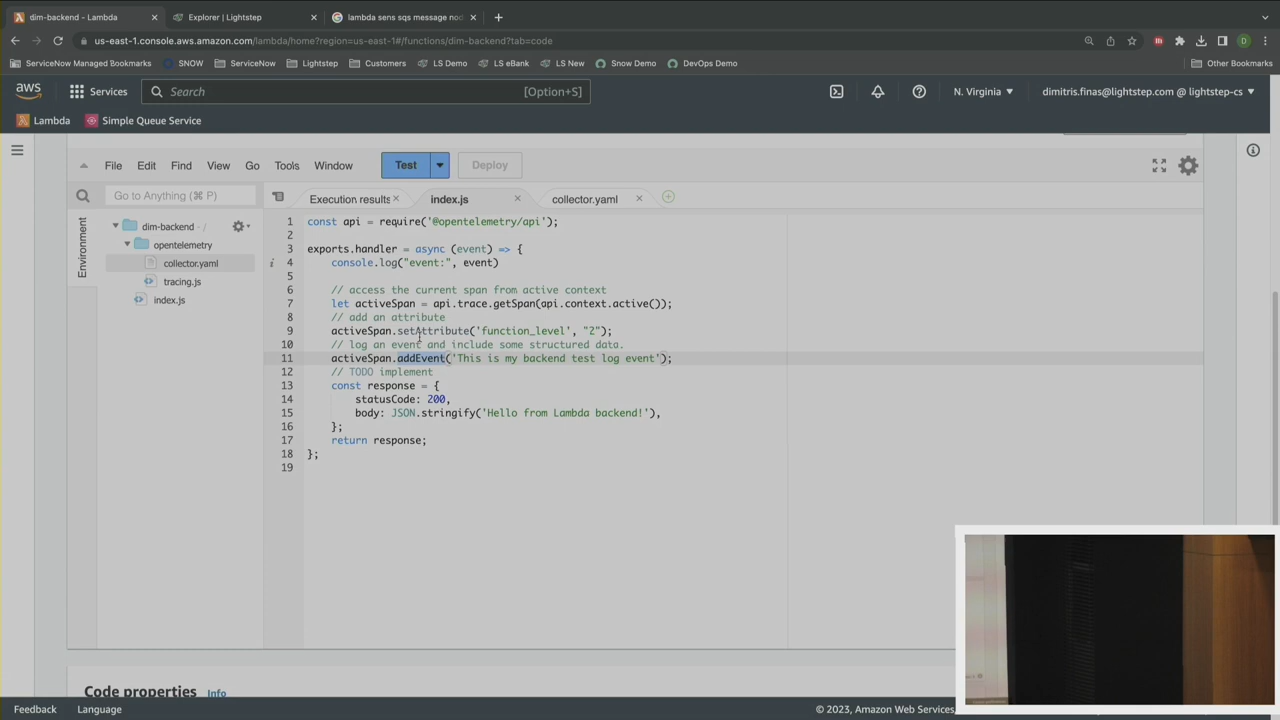 dim-backend - Lambda
Explorer | Lightstep
lambda sens sqs message nod
us-east-1.console.aws.amazon.com/lambda/home?region=us-east-1#/functions/dim-backend?tab=code
ServiceNow Managed Bookmarks
SNOW
ServiceNow
Lightstep
Customers
LS Demo
LS eBank
LS New
Snow Demo
DevOps Demo
Other Bookmarks
aws
Services
Search
[Option+S]
N. Virginia
dimitris.finas@lightstep.com @ lightstep-cs
Lambda
Simple Queue Service
File
Edit
Find
View
Go
Tools
Window
Test
Deploy
Go to Anything (⌘ P)
Execution results
index.js
collector.yaml
Environment
dim-backend - /
opentelemetry
collector.yaml
tracing.js
index.js
1 const api = require('@opentelemetry/api');
2
3 exports.handler = async (event) => {
4 console.log("event:", event)
5
6 // access the current span from active context
7 let activeSpan = api.trace.getSpan(api.context.active());
8 // add an attribute
9 activeSpan.setAttribute('function_level', "2");
10 // log an event and include some structured data.
11 activeSpan.addEvent('This is my backend test log event');
12 // TODO implement
13 const response = {
14 statusCode: 200,
15 body: JSON.stringify('Hello from Lambda backend!'),
16 };
17 return response;
18 };
19
Code properties Info
Feedback
Language
© 2023, Amazon Web Services,